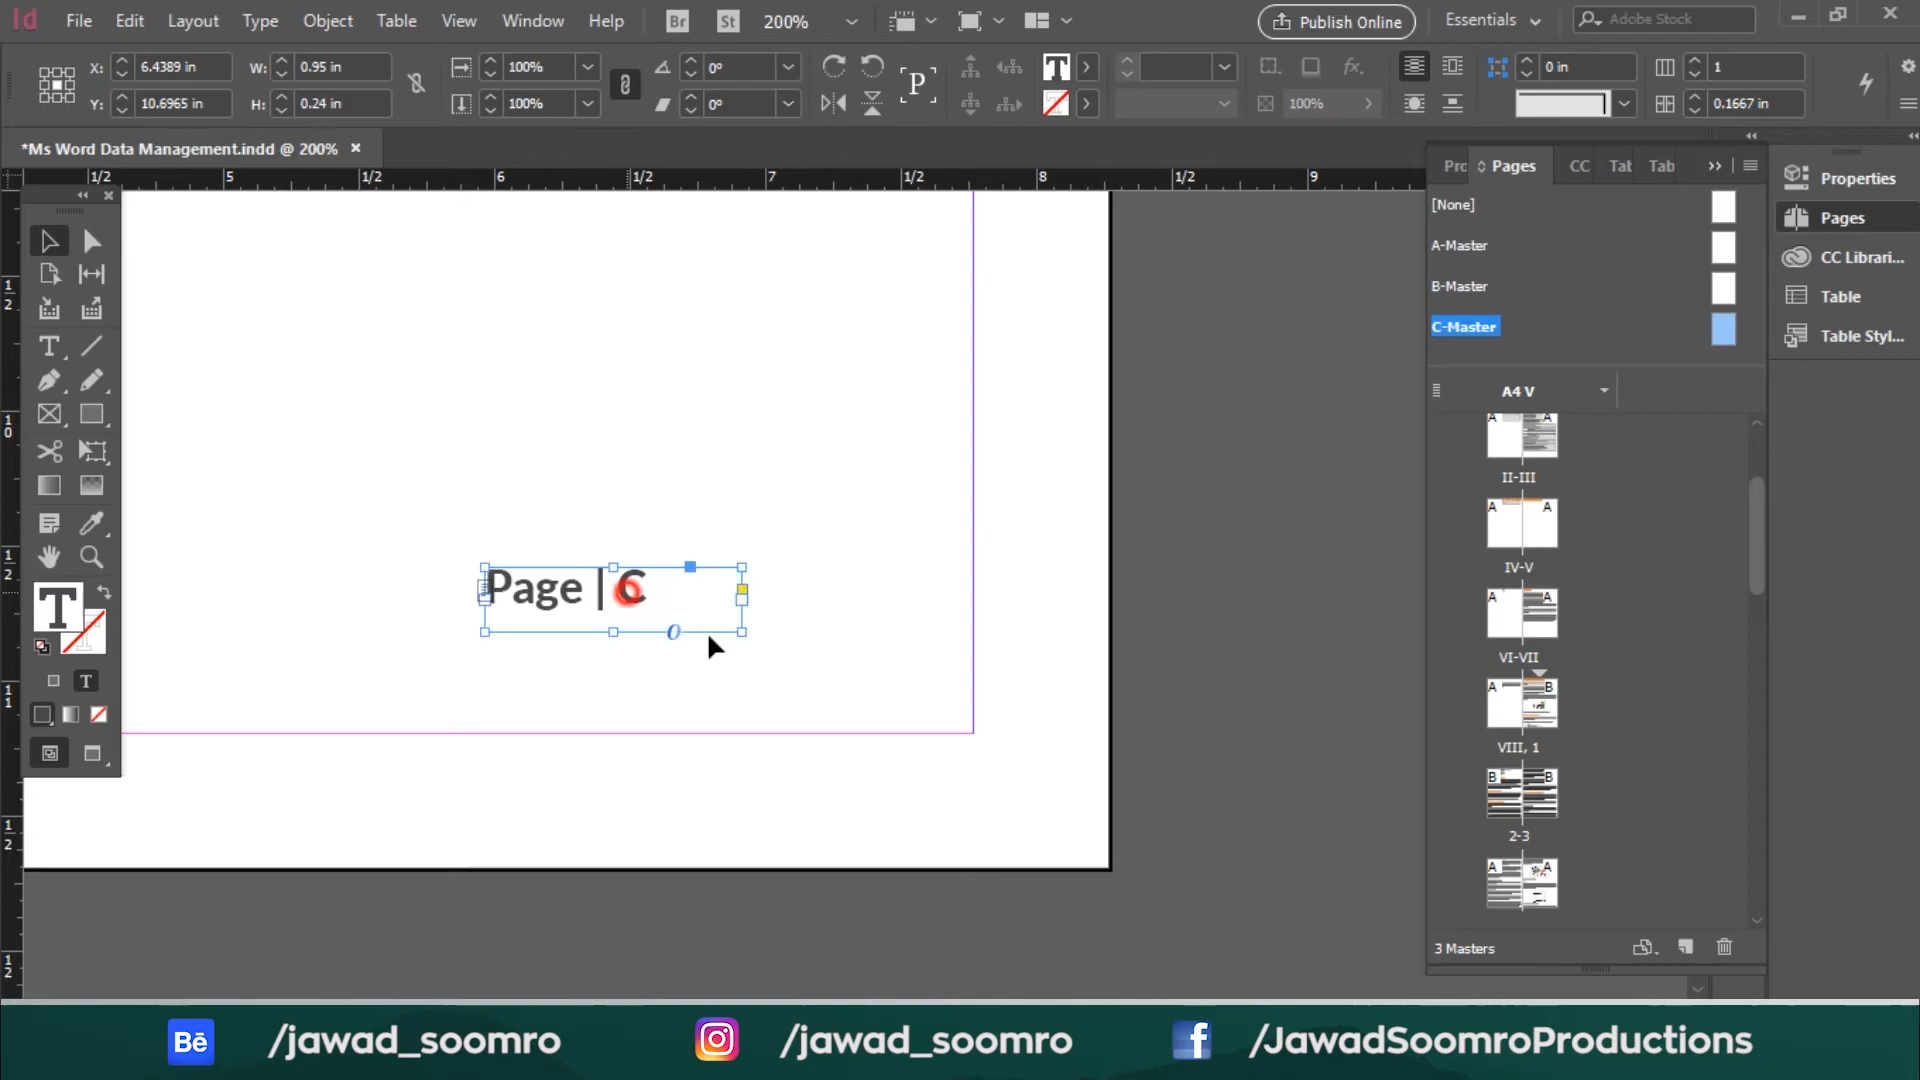 Id File Edit Layout Type Object Table View Window Help Br St 200% Publish Online Essentials Adobe Stock
X: 6.4389 in W: 0.95 in 100% 0° 0 in 1
Y: 10.6965 in H: 0.24 in 100% 0° P 100% 0.1667 in
*Ms Word Data Management.indd @ 200%
1/2 5 1/2 6 1/2 7 1/2 8 1/2 9
Pro Pages CC Tab Tab
[None]
A-Master
B-Master
C-Master
Properties
Pages
CC Librari...
Table
Table Styl...
A4 V
A A
II-III
A A
IV-V
A A
VI-VII
A B
VIII, 1
B B
2-3
A A
3 Masters
Page | C
Bē /jawad_soomro /jawad_soomro f /JawadSoomroProductions